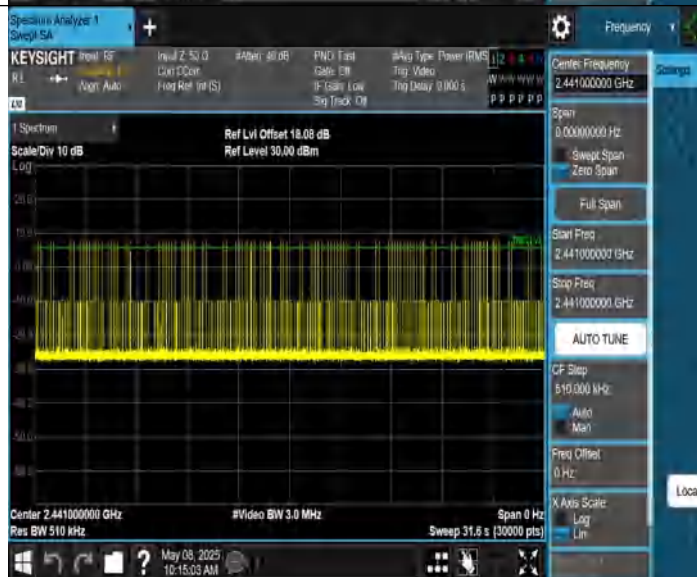 Spectrum Analyzer 1
Swept SA
+
Frequency
KEYSIGHT Input: RF
RL
Align: Auto
Input Z: 50 Ω
Corr CCorr
Freq Ref: Int (S)
#Atten: 40 dB
PNO: Fast
Gate: Off
IF Gain: Low
Sig Track: Off
#Avg Type: Power (RMS)
Trig: Video
Trig Delay: 0.000 s
P P P P P P
Center Frequency
2.441000000 GHz
Settings
Span
0.00000000 Hz
Swept Span
Zero Span
Full Span
Start Freq
2.441000000 GHz
Stop Freq
2.441000000 GHz
AUTO TUNE
CF Step
510.000 kHz
Auto
Man
Freq Offset
0 Hz
X Axis Scale
Log
Lin
Loca
1 Spectrum
Scale/Div 10 dB
Ref Lvl Offset 18.08 dB
Ref Level 30.00 dBm
Log
Center 2.441000000 GHz
#Video BW 3.0 MHz
Span 0 Hz
Res BW 510 kHz
Sweep 31.6 s (30000 pts)
?
May 08, 2025
10:15:03 AM